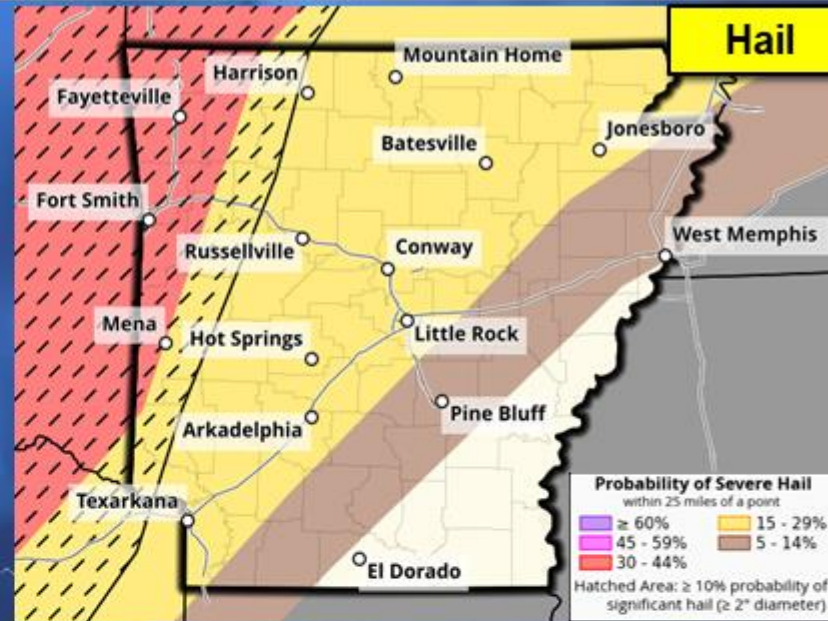 Hail
Mountain Home
Harrison
Fayetteville
Jonesboro
Batesville
Fort Smith
West Memphis
Russellville
Conway
Mena
Hot Springs
Little Rock
Pine Bluff
Arkadelphia
Texarkana
El Dorado
Probability of Severe Hail
within 25 miles of a point
≥ 60%
15 - 29%
45 - 59%
5 - 14%
30 - 44%
Hatched Area: ≥ 10% probability of
significant hail (≥ 2" diameter)